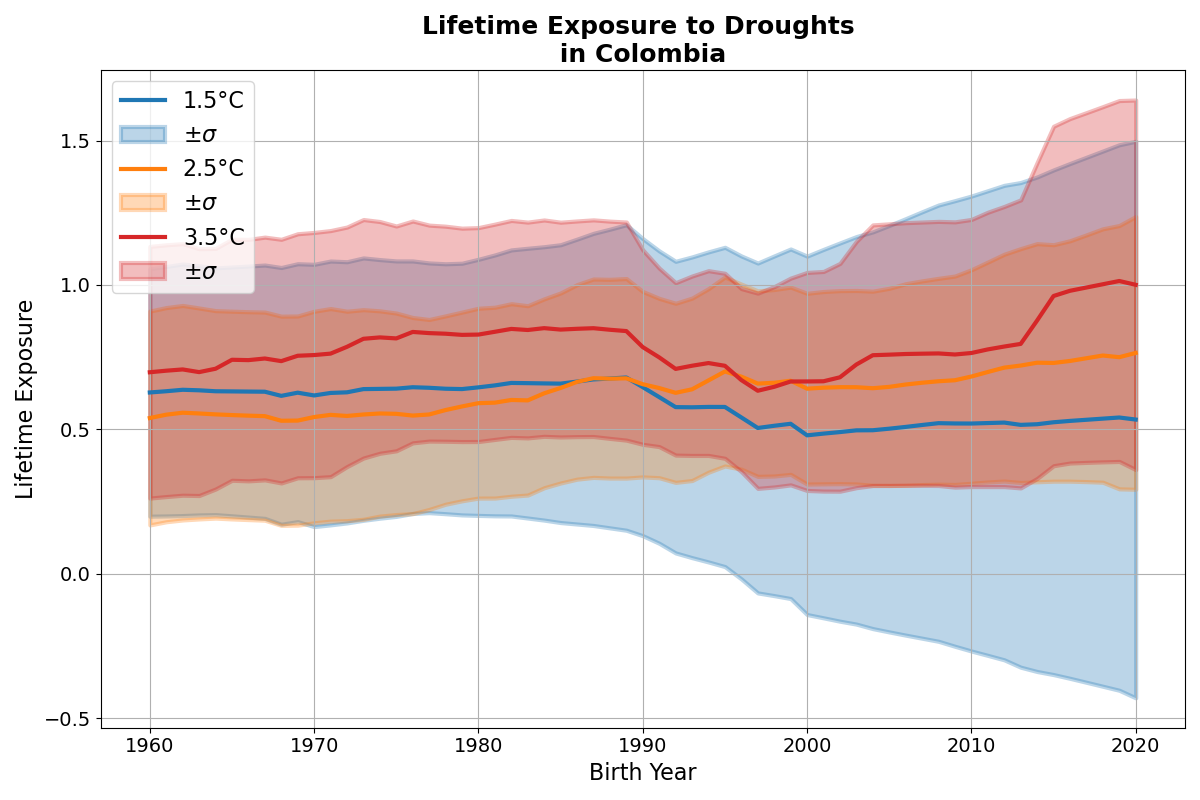 Lifetime Exposure to Droughts
in Colombia
1.5°C
±σ
2.5°C
±σ
3.5°C
±σ
Lifetime Exposure
1.5
1.0
0.5
0.0
−0.5
1960 1970 1980 1990 2000 2010 2020
Birth Year